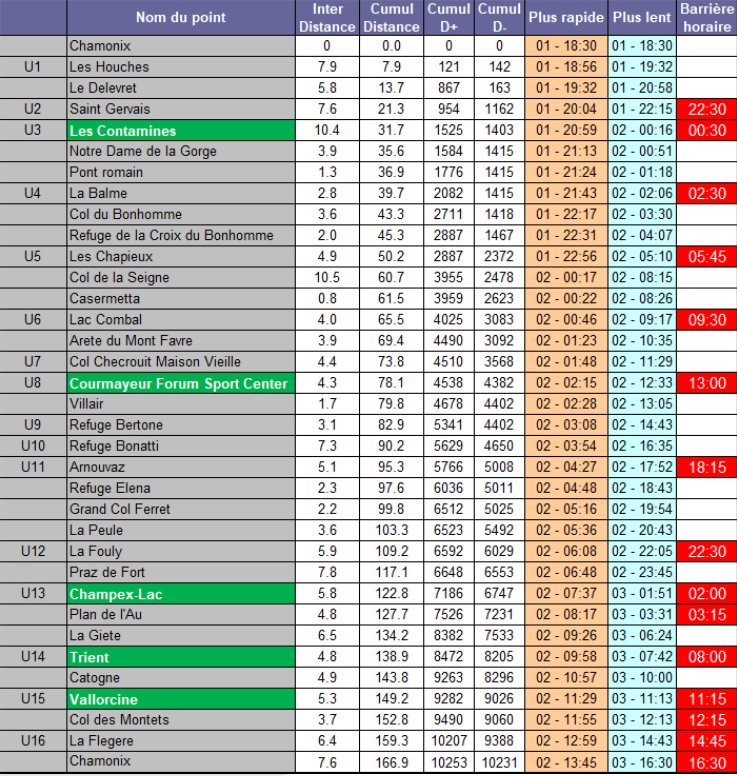 Nom du point Inter Distance Cumul Distance Cumul D+ Cumul D- Plus rapide Plus lent Barrière horaire
Chamonix 0 0.0 0 0 01 - 18:30 01 - 18:30
U1 Les Houches 7.9 7.9 121 142 01 - 18:56 01 - 19:32
Le Delevret 5.8 13.7 867 163 01 - 19:32 01 - 20:58
U2 Saint Gervais 7.6 21.3 954 1162 01 - 20:04 01 - 22:15 22:30
U3 Les Contamines 10.4 31.7 1525 1403 01 - 20:59 02 - 00:16 00:30
Notre Dame de la Gorge 3.9 35.6 1584 1415 01 - 21:13 02 - 00:51
Pont romain 1.3 36.9 1776 1415 01 - 21:24 02 - 01:18
U4 La Balme 2.8 39.7 2082 1415 01 - 21:43 02 - 02:06 02:30
Col du Bonhomme 3.6 43.3 2711 1418 01 - 22:17 02 - 03:30
Refuge de la Croix du Bonhomme 2.0 45.3 2887 1467 01 - 22:31 02 - 04:07
U5 Les Chapieux 4.9 50.2 2887 2372 01 - 22:56 02 - 05:10 05:45
Col de la Seigne 10.5 60.7 3955 2478 02 - 00:17 02 - 08:15
Casermetta 0.8 61.5 3959 2623 02 - 00:22 02 - 08:26
U6 Lac Combal 4.0 65.5 4025 3083 02 - 00:46 02 - 09:17 09:30
Arete du Mont Favre 3.9 69.4 4490 3092 02 - 01:23 02 - 10:35
U7 Col Checrouit Maison Vieille 4.4 73.8 4510 3568 02 - 01:48 02 - 11:29
U8 Courmayeur Forum Sport Center 4.3 78.1 4538 4382 02 - 02:15 02 - 12:33 13:00
Villair 1.7 79.8 4678 4402 02 - 02:28 02 - 13:05
U9 Refuge Bertone 3.1 82.9 5341 4402 02 - 03:08 02 - 14:43
U10 Refuge Bonatti 7.3 90.2 5629 4650 02 - 03:54 02 - 16:35
U11 Arnouvaz 5.1 95.3 5766 5008 02 - 04:27 02 - 17:52 18:15
Refuge Elena 2.3 97.6 6036 5011 02 - 04:48 02 - 18:43
Grand Col Ferret 2.2 99.8 6512 5025 02 - 05:16 02 - 19:54
La Peule 3.6 103.3 6523 5492 02 - 05:36 02 - 20:43
U12 La Fouly 5.9 109.2 6592 6029 02 - 06:08 02 - 22:05 22:30
Praz de Fort 7.8 117.1 6648 6553 02 - 06:48 02 - 23:45
U13 Champex-Lac 5.8 122.8 7186 6747 02 - 07:37 03 - 01:51 02:00
Plan de l'Au 4.8 127.7 7526 7231 02 - 08:17 03 - 03:31 03:15
La Giete 6.5 134.2 8382 7533 02 - 09:26 03 - 06:24
U14 Trient 4.8 138.9 8472 8205 02 - 09:58 03 - 07:42 08:00
Catogne 4.9 143.8 9263 8296 02 - 10:57 03 - 10:00
U15 Vallorcine 5.3 149.2 9282 9026 02 - 11:29 03 - 11:13 11:15
Col des Montets 3.7 152.8 9490 9060 02 - 11:55 03 - 12:13 12:15
U16 La Flegere 6.4 159.3 10207 9388 02 - 12:59 03 - 14:43 14:45
Chamonix 7.6 166.9 10253 10231 02 - 13:45 03 - 16:30 16:30